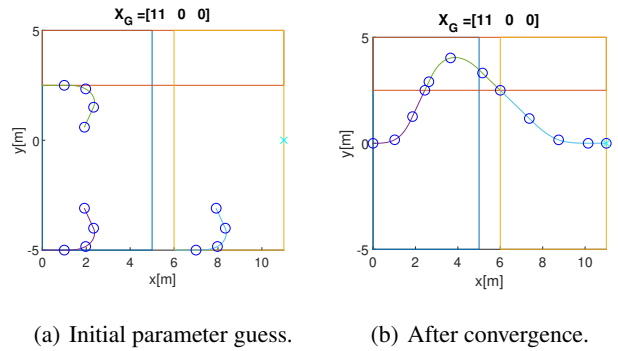 X_G =[11 0 0]
5
0
-5
y[m]
0 2 4 6 8 10
x[m]
(a) Initial parameter guess.
X_G =[11 0 0]
5
0
-5
y[m]
0 2 4 6 8 10
x[m]
(b) After convergence.